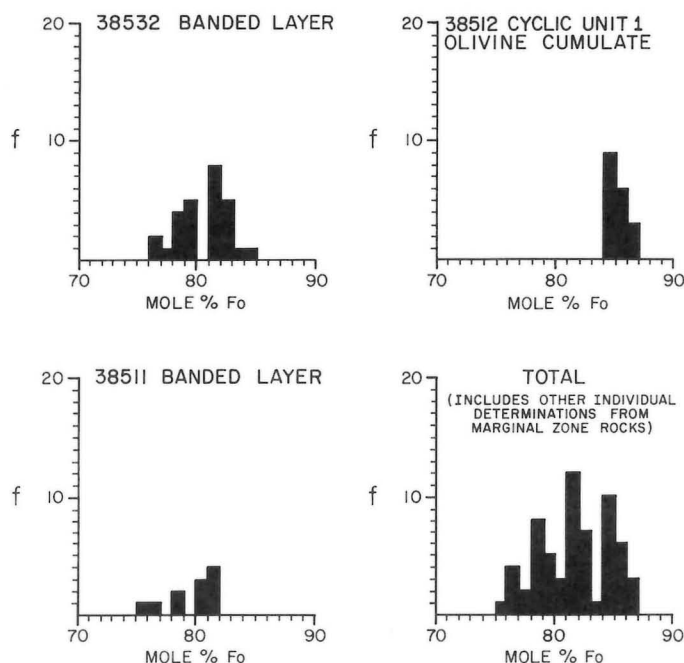 38532 BANDED LAYER
20
10
f
70 80 90
MOLE % Fo
38512 CYCLIC UNIT 1
OLIVINE CUMULATE
20
10
f
70 80 90
MOLE % Fo
38511 BANDED LAYER
20
10
f
70 80 90
MOLE % Fo
TOTAL
(INCLUDES OTHER INDIVIDUAL
DETERMINATIONS FROM
MARGINAL ZONE ROCKS)
20
10
f
70 80 90
MOLE % Fo